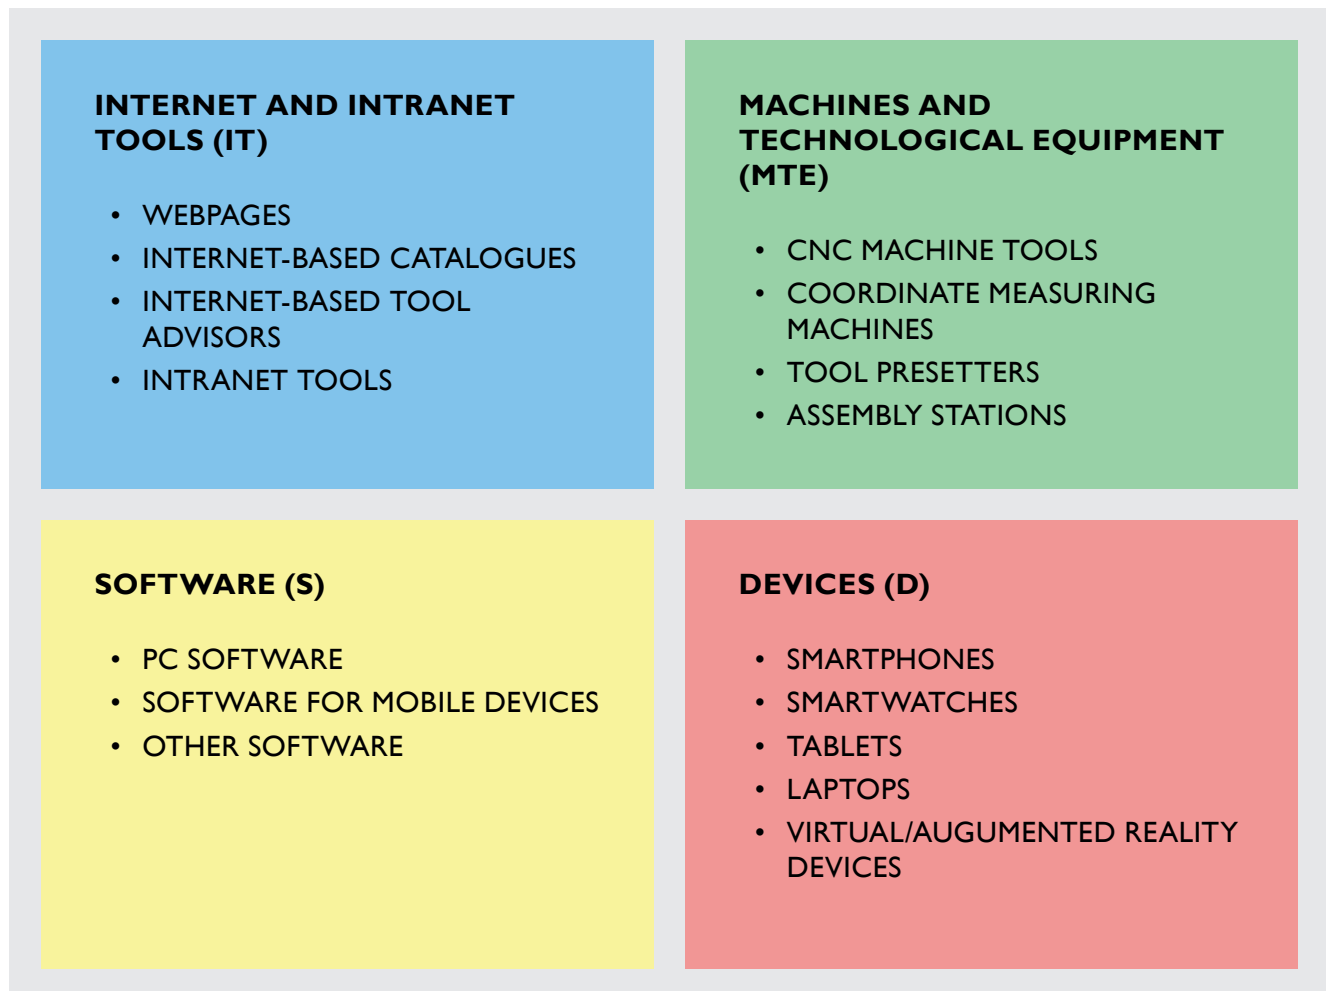 INTERNET AND INTRANET
TOOLS (IT)
• WEBPAGES
• INTERNET-BASED CATALOGUES
• INTERNET-BASED TOOL
ADVISORS
• INTRANET TOOLS
MACHINES AND
TECHNOLOGICAL EQUIPMENT
(MTE)
• CNC MACHINE TOOLS
• COORDINATE MEASURING
MACHINES
• TOOL PRESETTERS
• ASSEMBLY STATIONS
SOFTWARE (S)
• PC SOFTWARE
• SOFTWARE FOR MOBILE DEVICES
• OTHER SOFTWARE
DEVICES (D)
• SMARTPHONES
• SMARTWATCHES
• TABLETS
• LAPTOPS
• VIRTUAL/AUGUMENTED REALITY
DEVICES